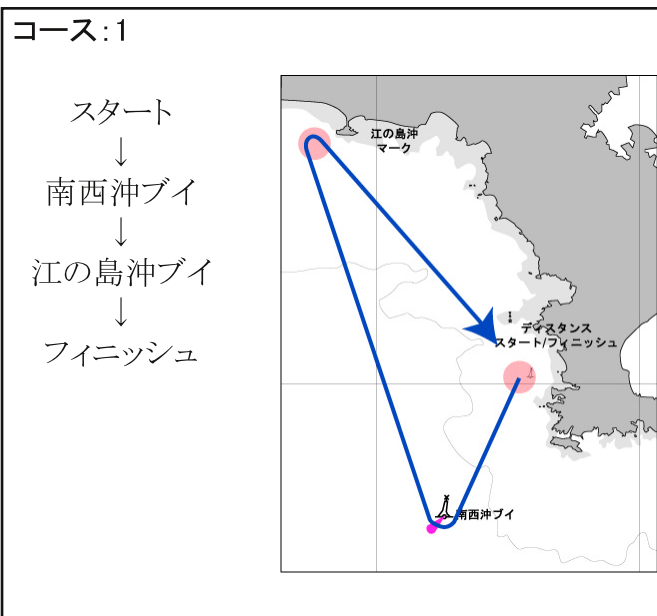 コース:1
スタート
↓
南西沖ブイ
↓
江の島沖ブイ
↓
フィニッシュ
江の島沖
マーク
ディスタンス
スタート/フィニッシュ
南西沖ブイ